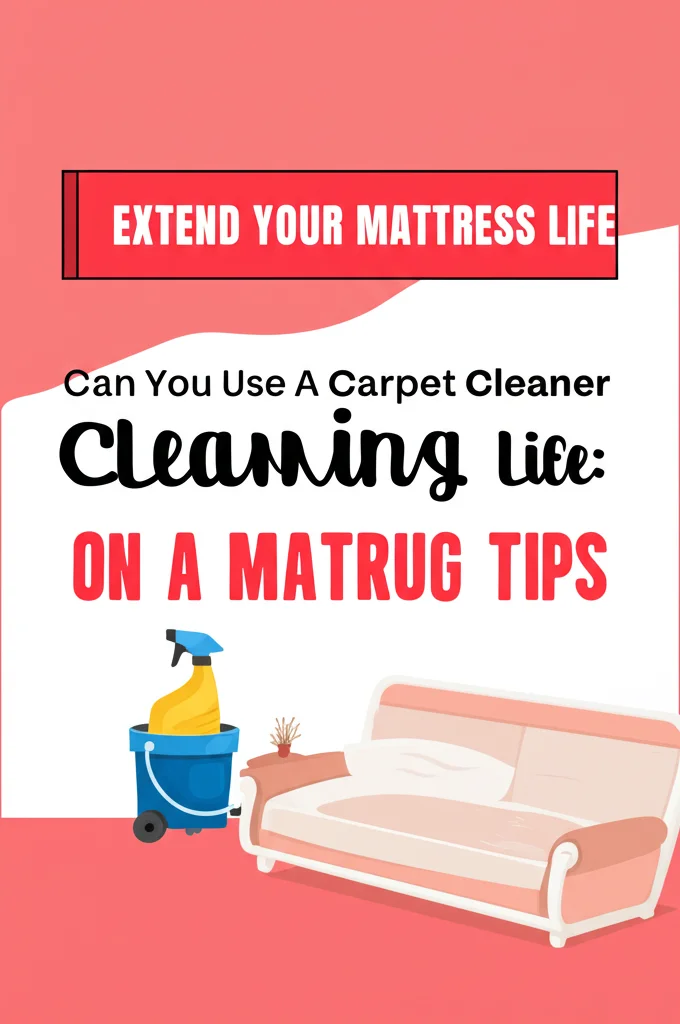 EXTEND YOUR MATTRESS LIFE
Can You Use A Carpet Cleaner
Cleaning Life:
ON A MATRUG TIPS